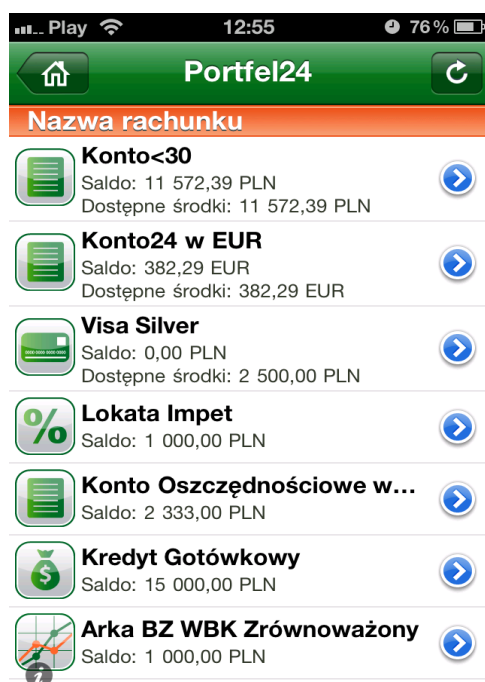 Play 12:55 76%
Portfel24
Nazwa rachunku
Konto<30
Saldo: 11 572,39 PLN
Dostępne środki: 11 572,39 PLN
Konto24 w EUR
Saldo: 382,29 EUR
Dostępne środki: 382,29 EUR
Visa Silver
Saldo: 0,00 PLN
Dostępne środki: 2 500,00 PLN
Lokata Impet
Saldo: 1 000,00 PLN
Konto Oszczędnościowe w...
Saldo: 2 333,00 PLN
Kredyt Gotówkowy
Saldo: 15 000,00 PLN
Arka BZ WBK Zrównoważony
Saldo: 1 000,00 PLN